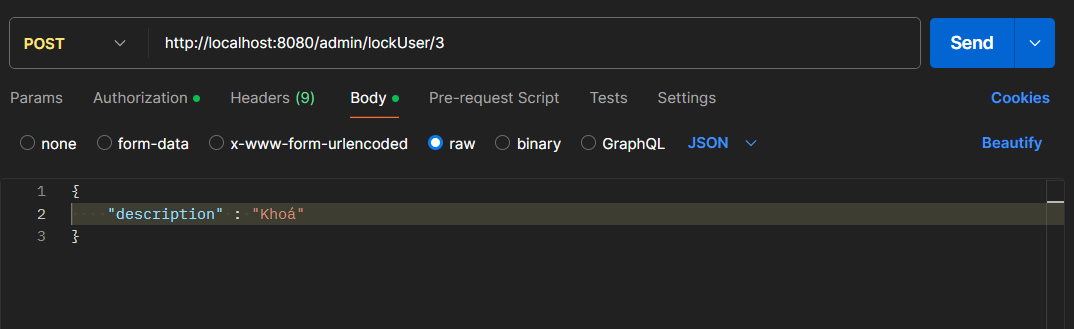 POST http://localhost:8080/admin/lockUser/3 Send
Params Authorization Headers (9) Body Pre-request Script Tests Settings Cookies
none form-data x-www-form-urlencoded raw binary GraphQL JSON Beautify
1 {
2 "description" : "Khoá"
3 }